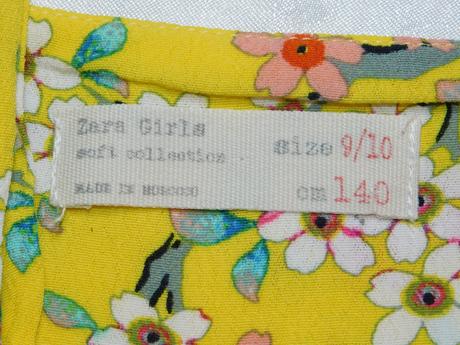 Zara Girls
soft collection.
MADE IN MOROCCO
size 9/10
cm 140